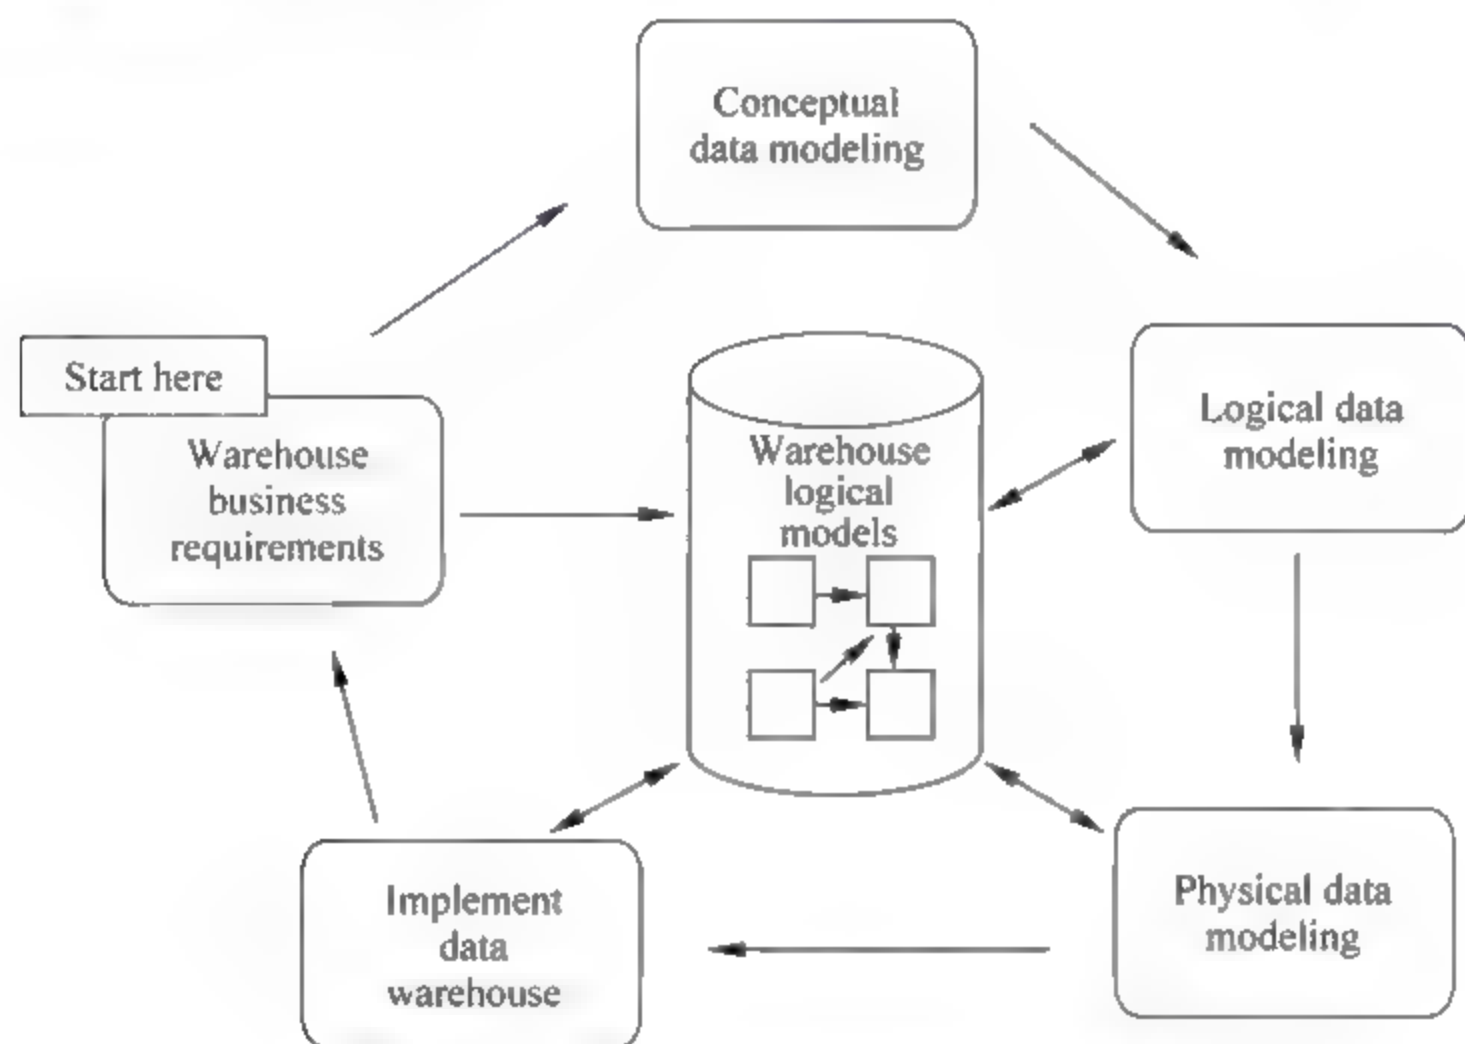 Conceptual
data modeling
Start here
Warehouse
business
requirements
Warehouse
logical
models
Logical data
modeling
Implement
data
warehouse
Physical data
modeling